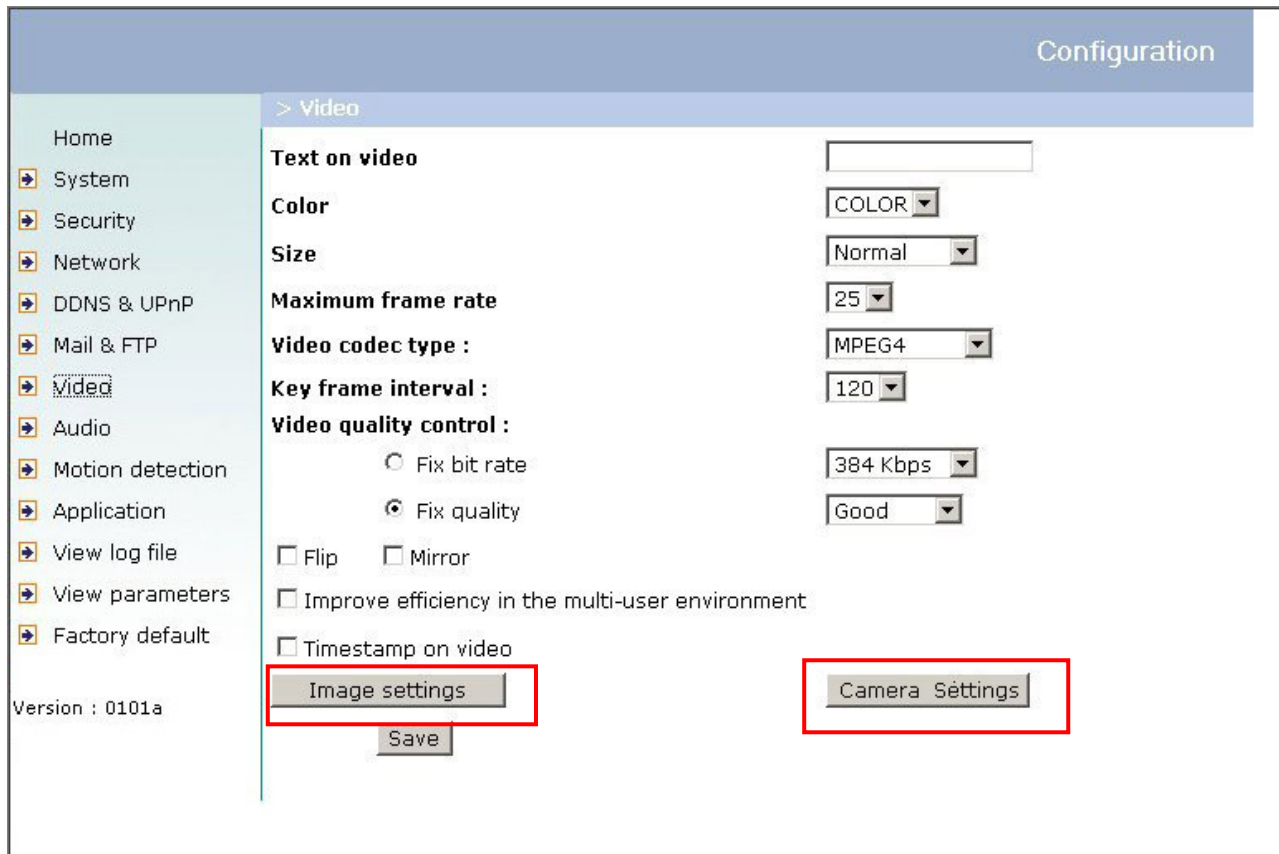 Configuration
> Video
Home
System
Security
Network
DDNS & UPnP
Mail & FTP
Video
Audio
Motion detection
Application
View log file
View parameters
Factory default
Version : 0101a
Text on video
Color COLOR
Size Normal
Maximum frame rate 25
Video codec type : MPEG4
Key frame interval : 120
Video quality control :
Fix bit rate 384 Kbps
Fix quality Good
Flip Mirror
Improve efficiency in the multi-user environment
Timestamp on video
Image settings Camera Settings
Save